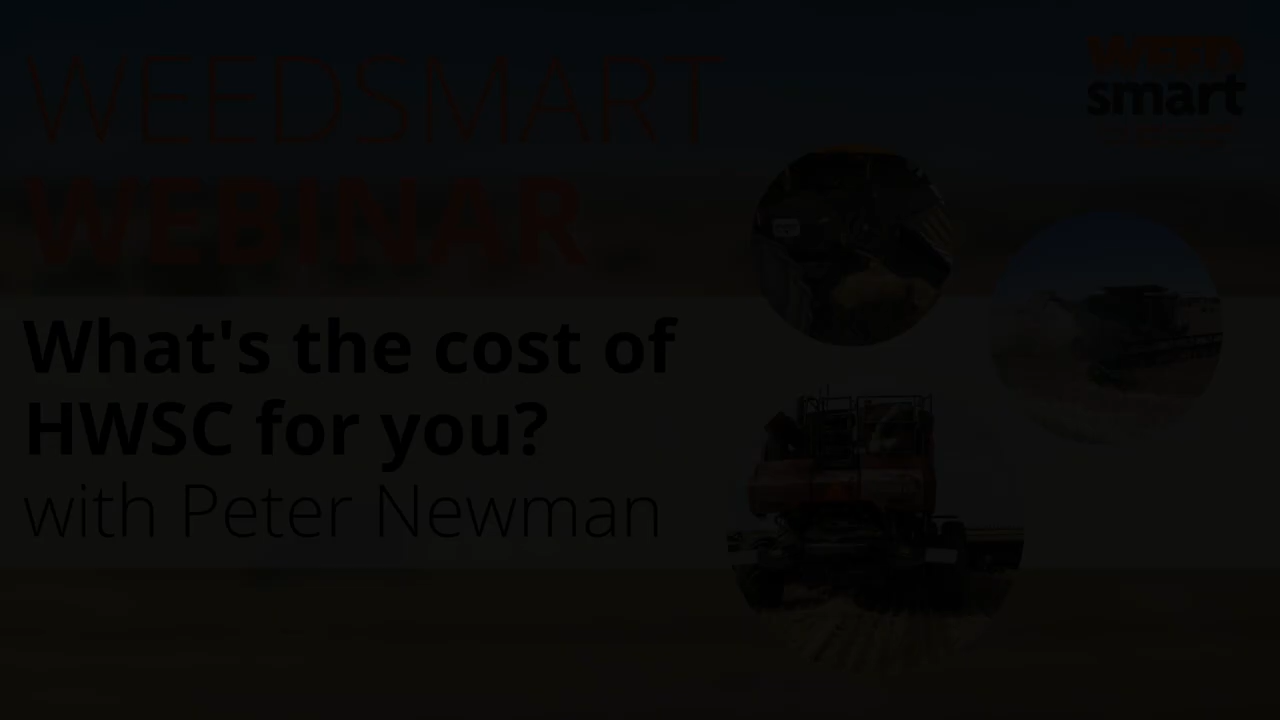 WEEDSMART
WEED
smart
WEBINAR
What's the cost of
HWSC for you?
with Peter Newman